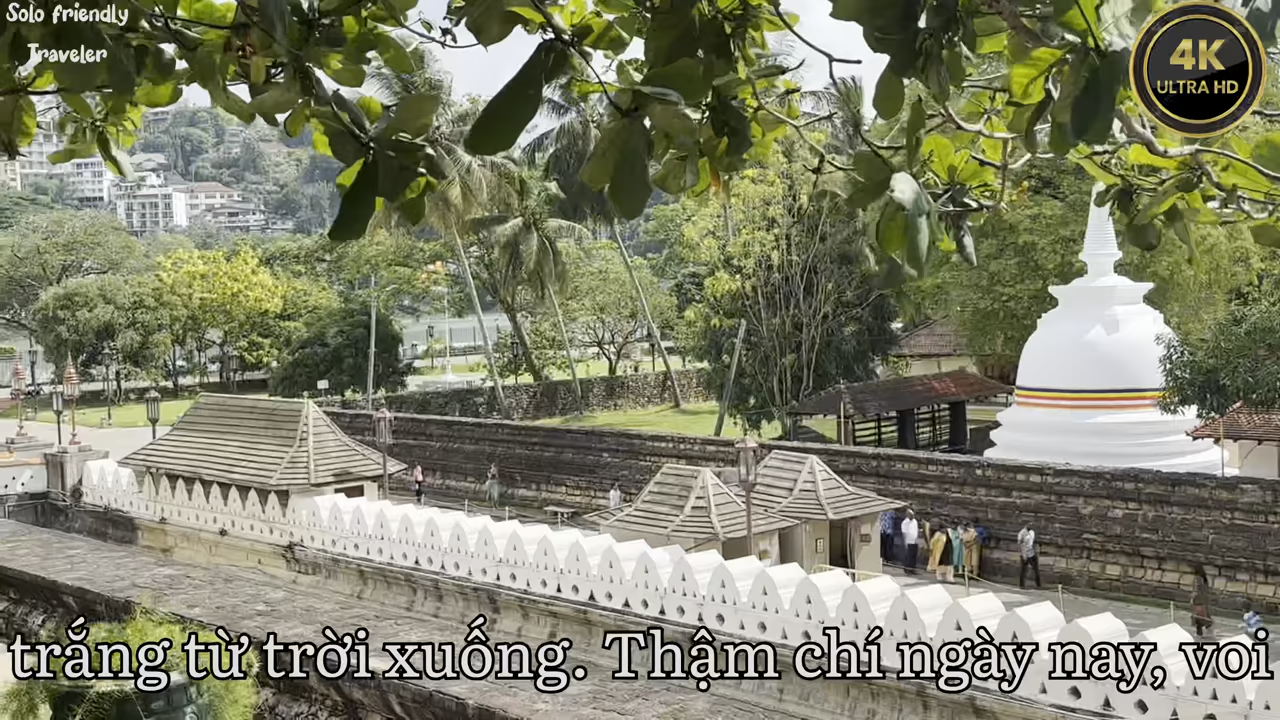 Solo friendly
Traveler
4K
ULTRA HD
trắng từ trời xuống. Thậm chí ngày nay, voi